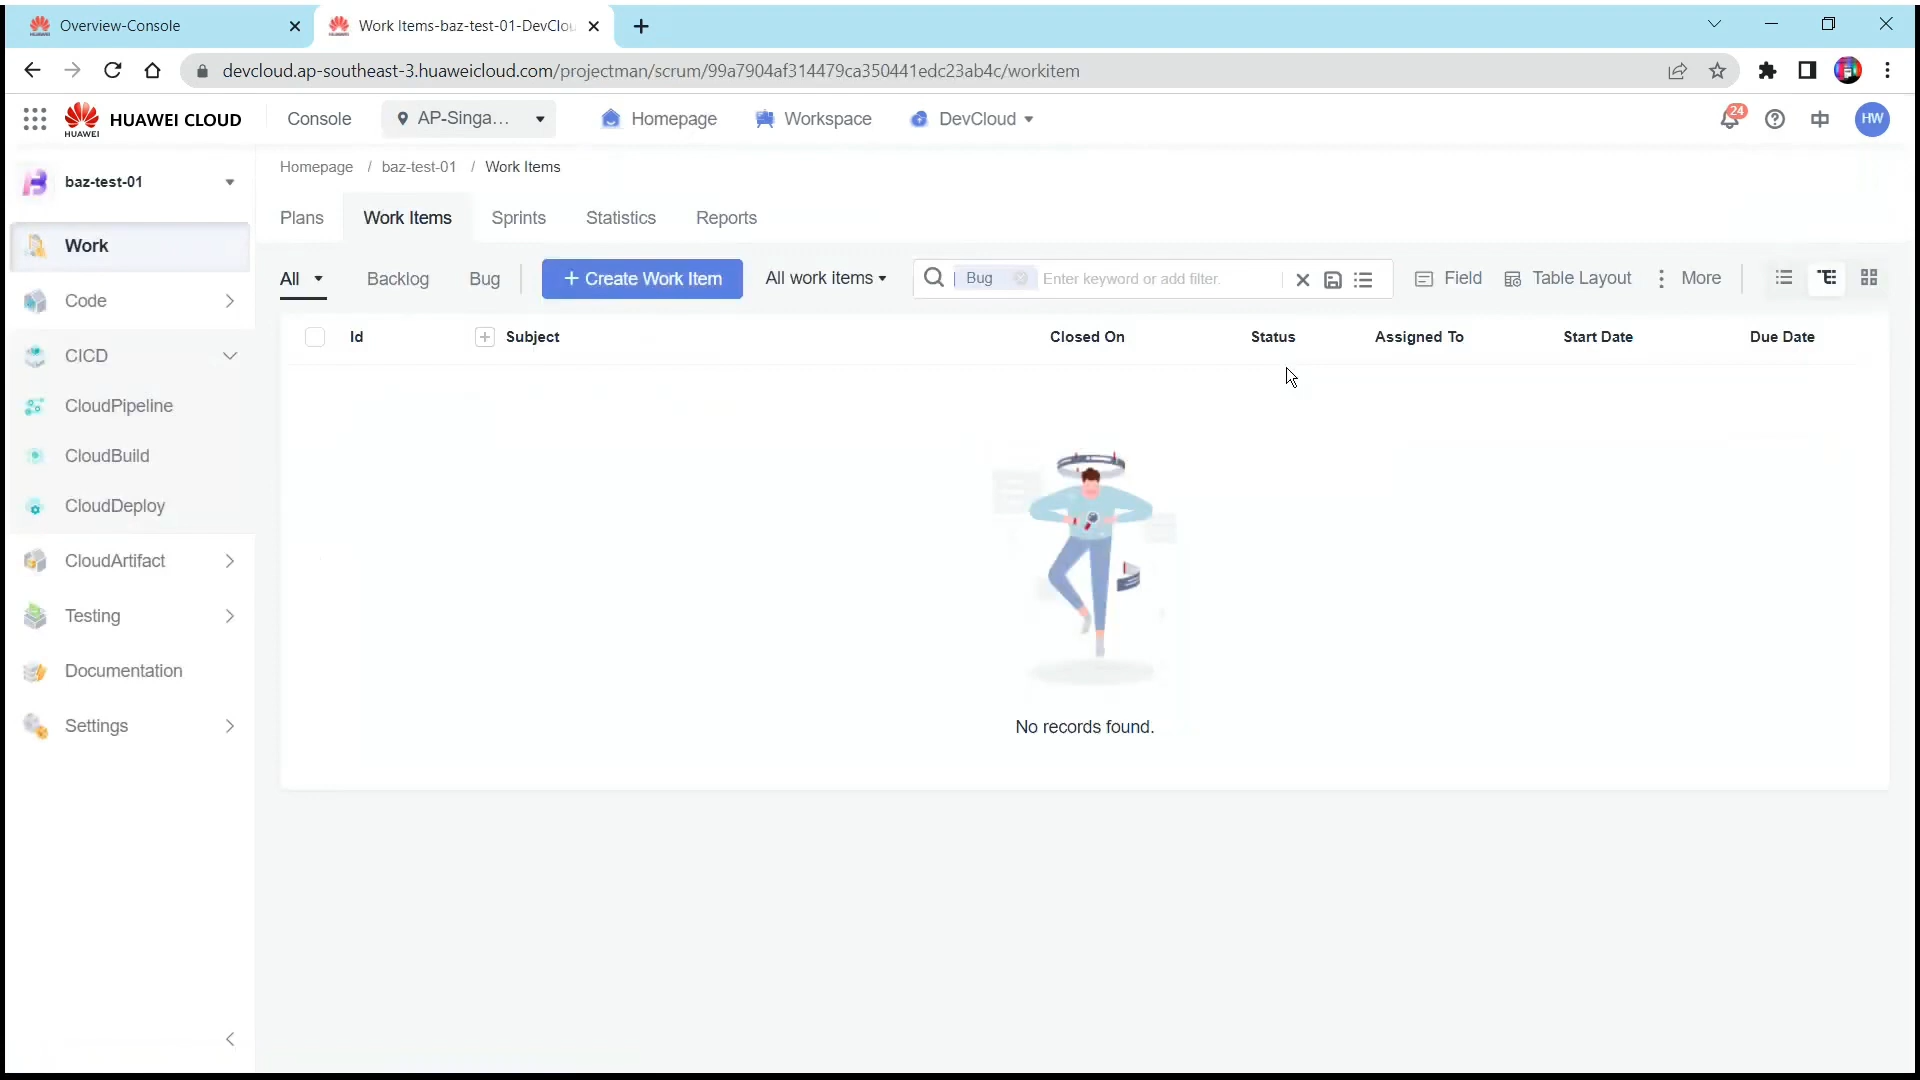 Overview-Console
Work Items-baz-test-01-DevClou
devcloud.ap-southeast-3.huaweicloud.com/projectman/scrum/99a7904af314479ca350441edc23ab4c/workitem
HUAWEI
HUAWEI CLOUD
Console
AP-Singa...
Homepage
Workspace
DevCloud
24
中
HW
baz-test-01
Homepage / baz-test-01 / Work Items
Plans
Work Items
Sprints
Statistics
Reports
Work
Code
CICD
CloudPipeline
CloudBuild
CloudDeploy
CloudArtifact
Testing
Documentation
Settings
All
Backlog
Bug
+ Create Work Item
All work items
Bug
Enter keyword or add filter.
Field
Table Layout
More
Id
Subject
Closed On
Status
Assigned To
Start Date
Due Date
No records found.